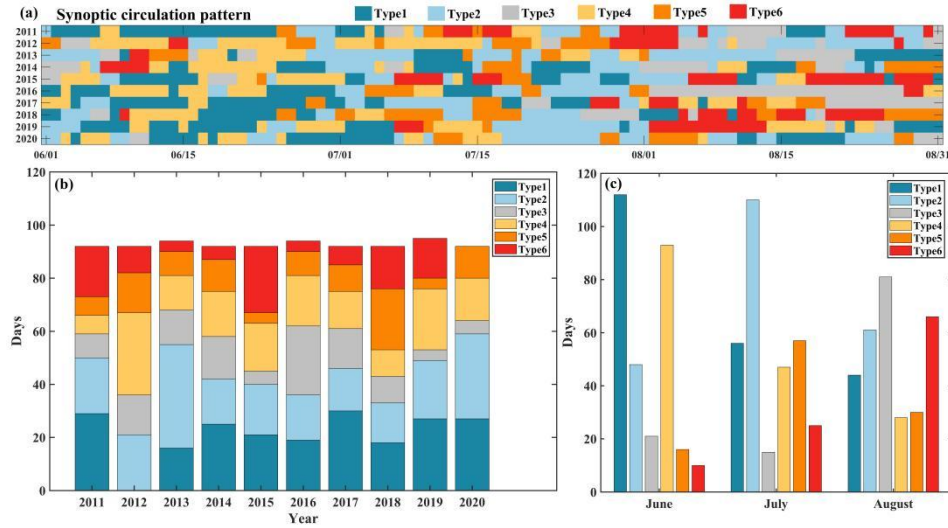 (a) Synoptic circulation pattern Type1 Type2 Type3 Type4 Type5 Type6
2011
2012
2013
2014
2015
2016
2017
2018
2019
2020
06/01 06/15 07/01 07/15 08/01 08/15 08/31
(b)
120
100
80
60
40
20
0
Days
Type1
Type2
Type3
Type4
Type5
Type6
2011 2012 2013 2014 2015 2016 2017 2018 2019 2020
Year
(c)
120
100
80
60
40
20
0
Days
Type1
Type2
Type3
Type4
Type5
Type6
June July August